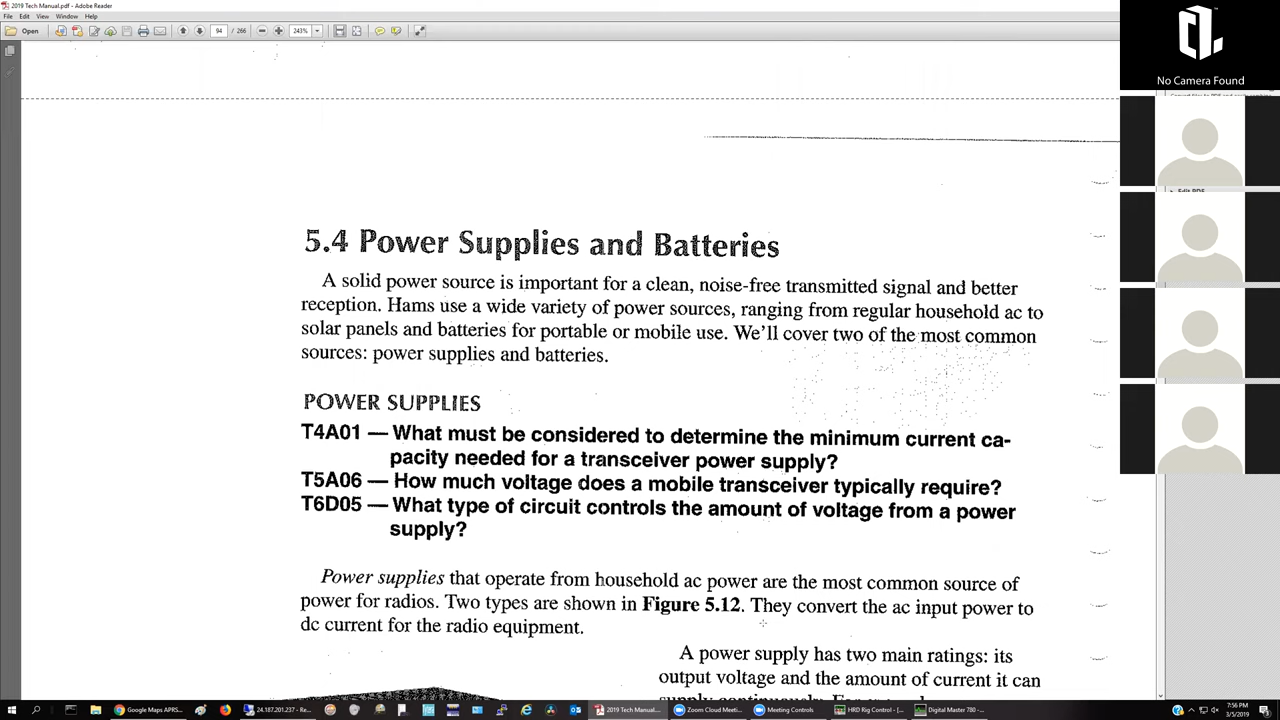 2019 Tech Manual.pdf - Adobe Reader
File Edit View Window Help
Open 94 / 266 243%
No Camera Found
5.4 Power Supplies and Batteries
A solid power source is important for a clean, noise-free transmitted signal and better
reception. Hams use a wide variety of power sources, ranging from regular household ac to
solar panels and batteries for portable or mobile use. We'll cover two of the most common
sources: power supplies and batteries.
POWER SUPPLIES
T4A01 — What must be considered to determine the minimum current ca-
pacity needed for a transceiver power supply?
T5A06 — How much voltage does a mobile transceiver typically require?
T6D05 — What type of circuit controls the amount of voltage from a power
supply?
Power supplies that operate from household ac power are the most common source of
power for radios. Two types are shown in Figure 5.12. They convert the ac input power to
dc current for the radio equipment.
A power supply has two main ratings: its
output voltage and the amount of current it can
supply continuously. For
Edit PDF
Google Maps APRS... 24.187.201.237 - Re... 2019 Tech Manual.... Zoom Cloud Meeti... Meeting Controls HRD Rig Control - [... Digital Master 780 -...
7:56 PM
3/5/2019